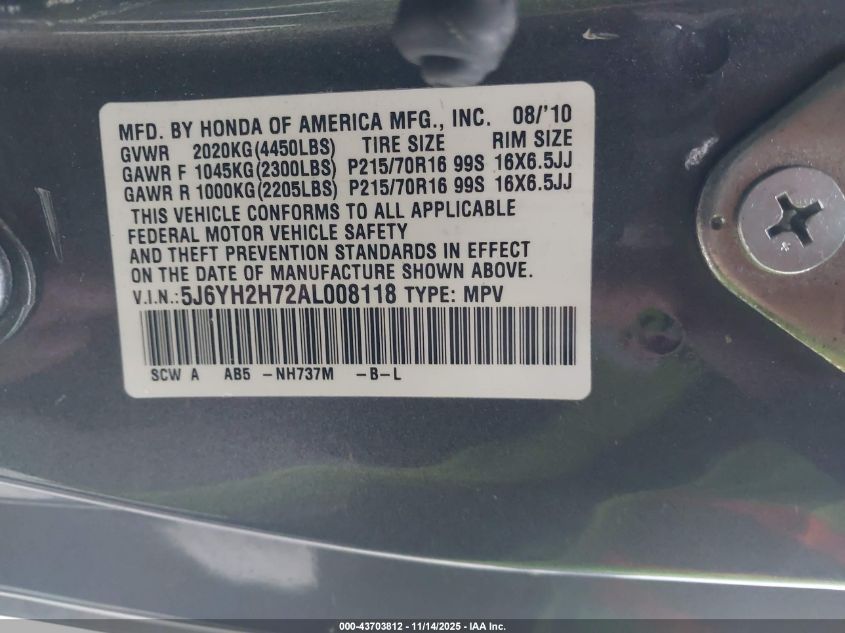 MFD. BY HONDA OF AMERICA MFG., INC. 08/'10
GVWR 2020KG(4450LBS) TIRE SIZE RIM SIZE
GAWR F 1045KG(2300LBS) P215/70R16 99S 16X6.5JJ
GAWR R 1000KG(2205LBS) P215/70R16 99S 16X6.5JJ
THIS VEHICLE CONFORMS TO ALL APPLICABLE
FEDERAL MOTOR VEHICLE SAFETY
AND THEFT PREVENTION STANDARDS IN EFFECT
ON THE DATE OF MANUFACTURE SHOWN ABOVE.
V.I.N.:5J6YH2H72AL008118 TYPE: MPV
SCW A AB5 -NH737M -B-L
000-43703812 - 11/14/2025 - IAA Inc.